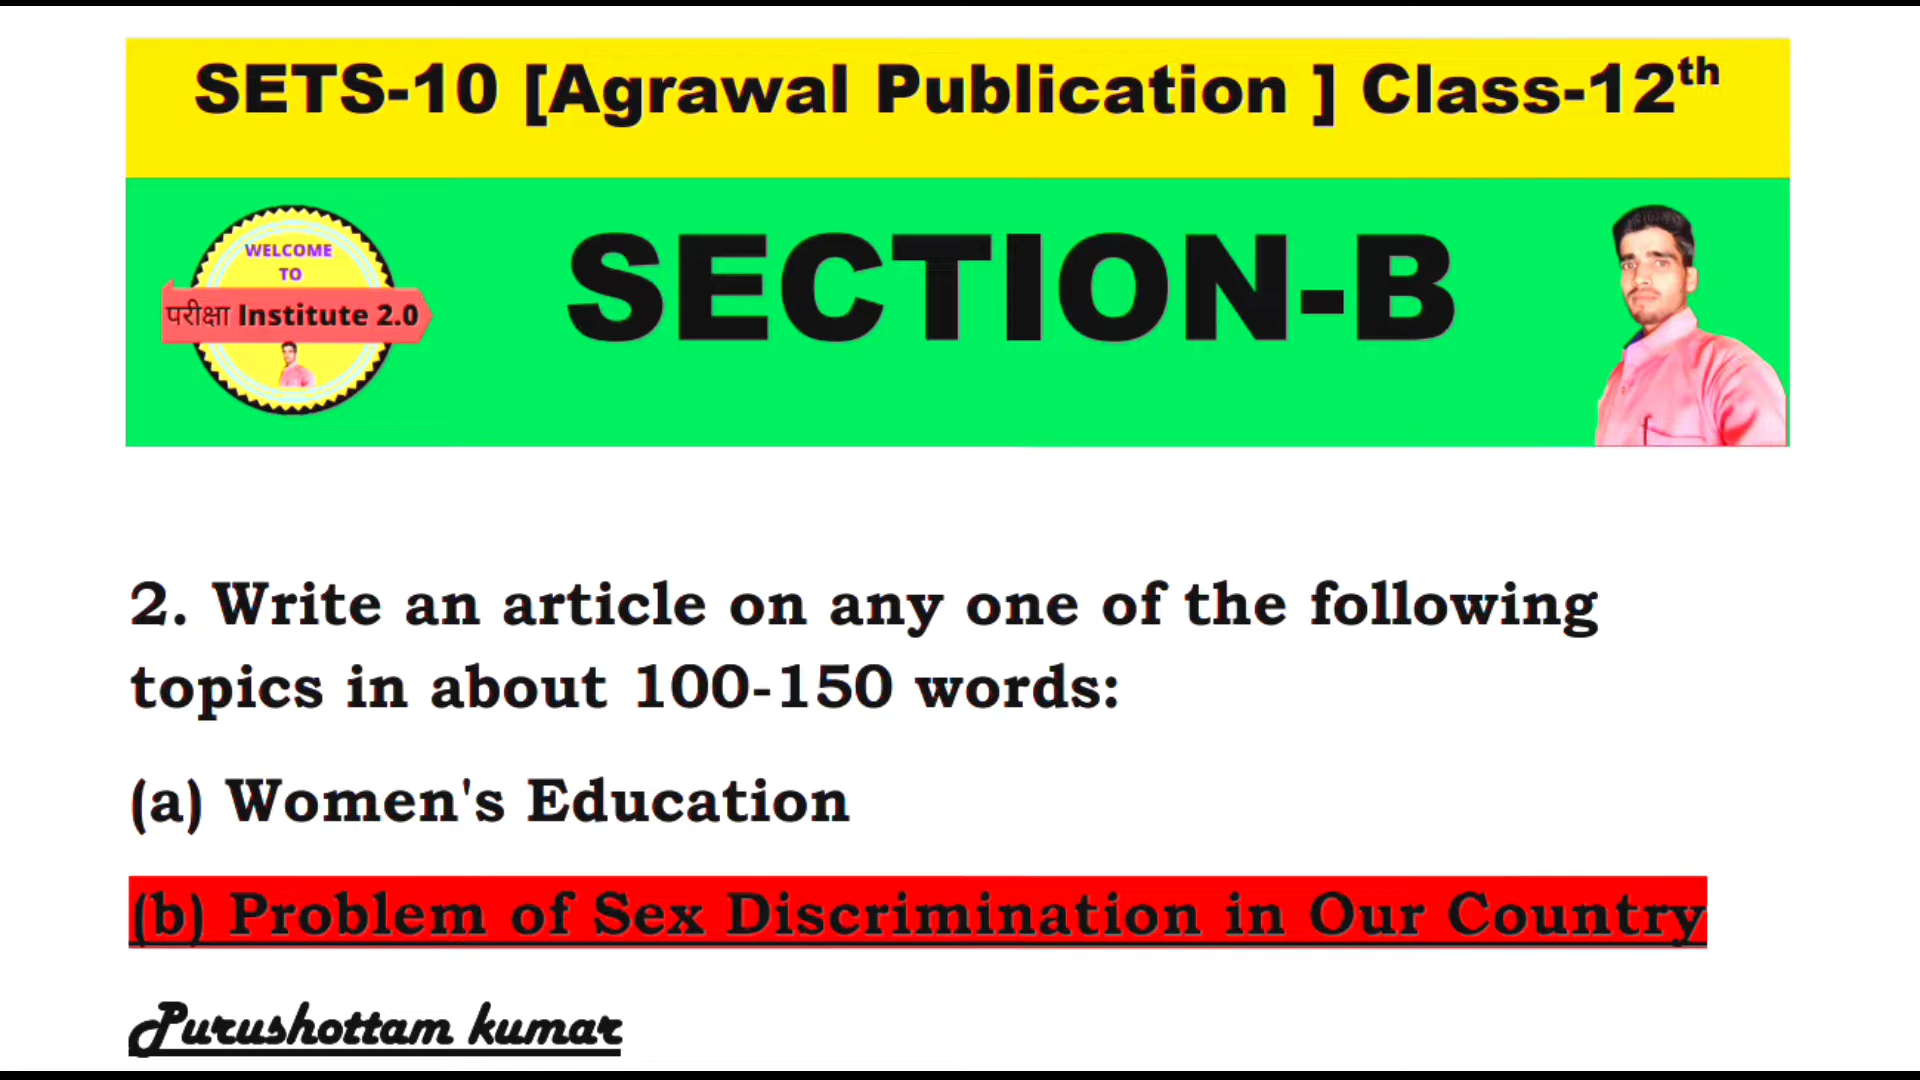 SETS-10 [Agrawal Publication ] Class-12th
WELCOME
TO
परीक्षा Institute 2.0
SECTION-B
2. Write an article on any one of the following
topics in about 100-150 words:
(a) Women's Education
(b) Problem of Sex Discrimination in Our Country
Purushottam kumar